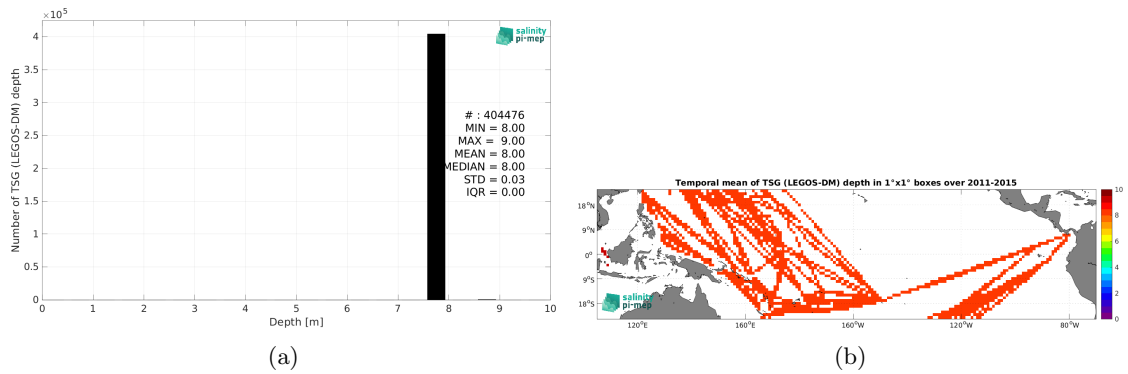 ×10⁵
4
3.5
3
2.5
2
1.5
1
0.5
0
Number of TSG (LEGOS-DM) depth
salinity
pi-mep
# : 404476
MIN = 8.00
MAX = 9.00
MEAN = 8.00
MEDIAN = 8.00
STD = 0.03
IQR = 0.00
0 1 2 3 4 5 6 7 8 9 10
Depth [m]
(a)
Temporal mean of TSG (LEGOS-DM) depth in 1°x1° boxes over 2011-2015
18°N
9°N
0°
9°S
18°S
salinity
pi-mep
120°E 160°E 160°W 120°W 80°W
10
8
6
4
2
0
(b)